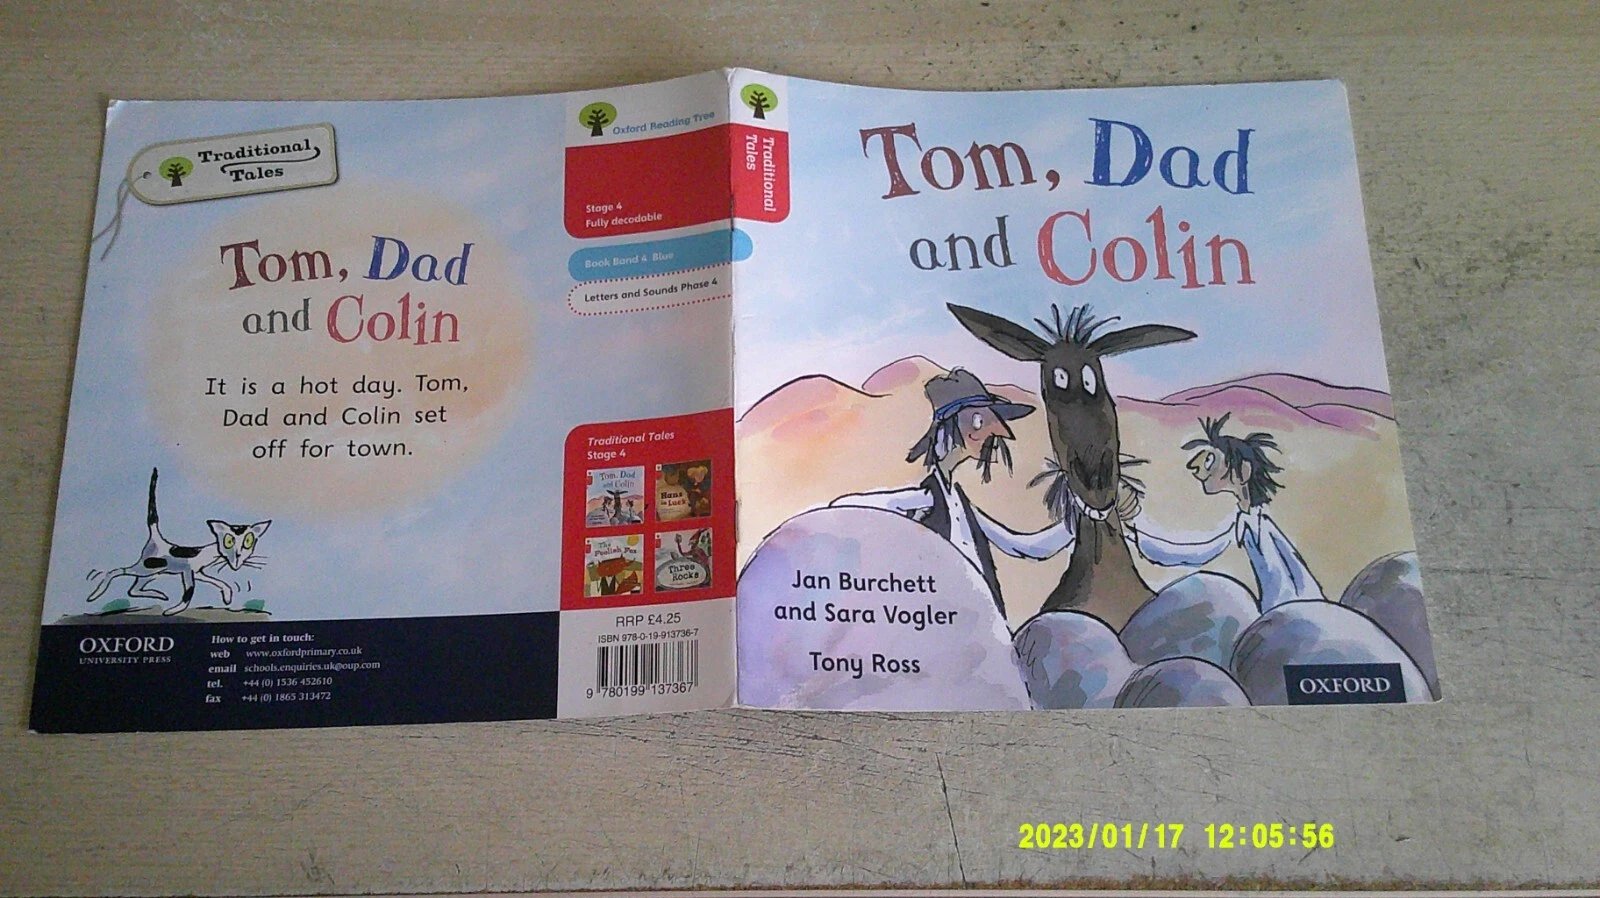 Traditional
Tales
Tom, Dad
and Colin
It is a hot day. Tom,
Dad and Colin set
off for town.
OXFORD
UNIVERSITY PRESS
How to get in touch:
web www.oxfordprimary.co.uk
email schools.enquiries.uk@oup.com
tel. +44 (0) 1536 452610
fax +44 (0) 1865 313472
Oxford Reading Tree
Stage 4
Fully decodable
Book Band 4 Blue
Letters and Sounds Phase 4
Traditional Tales
Stage 4
Tom, Dad
and Colin
Hans
in Luck
The
Foolish Fox
Three
Rocks
RRP £4.25
ISBN 978-0-19-913736-7
9 780199 137367
Traditional
Tales
Tom, Dad
and Colin
Jan Burchett
and Sara Vogler
Tony Ross
OXFORD
2023/01/17 12:05:56